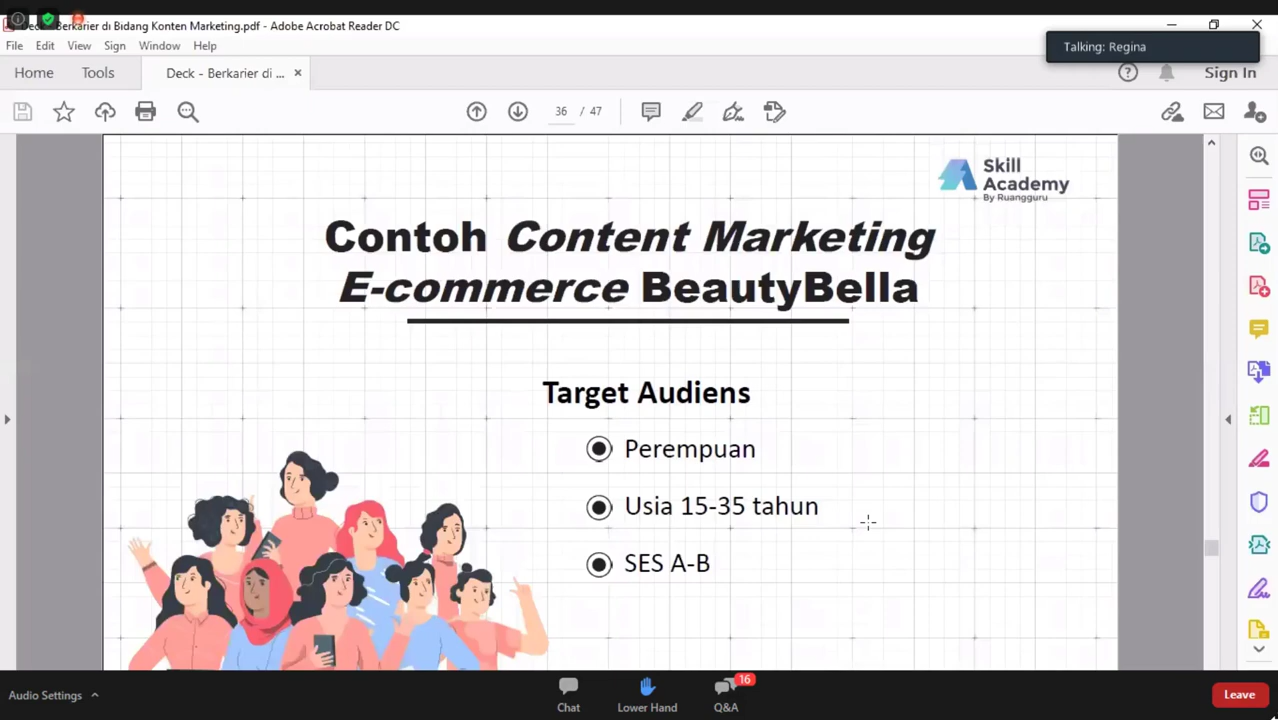 Deck - Berkarier di Bidang Konten Marketing.pdf - Adobe Acrobat Reader DC
File Edit View Sign Window Help
Talking: Regina
Home Tools Deck - Berkarier di ... Sign In
36 / 47
Skill
Academy
By Ruangguru
Contoh Content Marketing
E-commerce BeautyBella
Target Audiens
Perempuan
Usia 15-35 tahun
SES A-B
Audio Settings
Chat
Lower Hand
16
Q&A
Leave